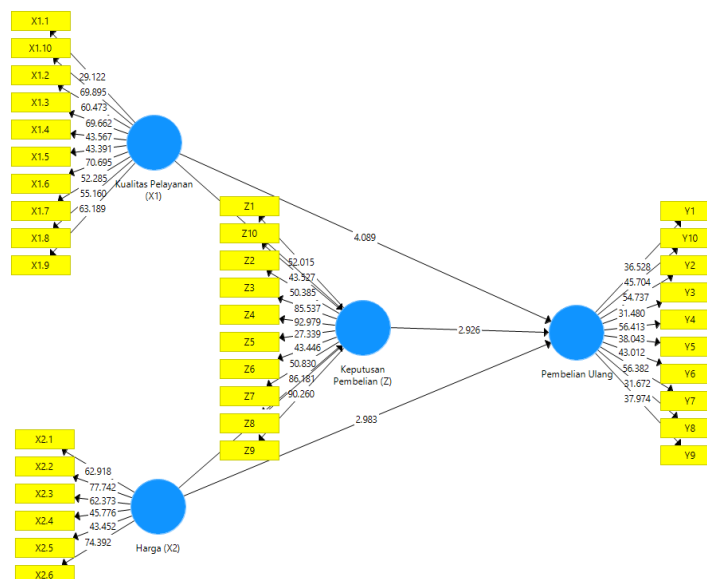 X1.1
X1.10
X1.2
X1.3
X1.4
X1.5
X1.6
X1.7
X1.8
X1.9
29.122
69.895
60.473
69.662
43.567
43.391
70.695
52.285
55.160
63.189
Kualitas Pelayanan
(X1)
Z1
Z10
Z2
Z3
Z4
Z5
Z6
Z7
Z8
Z9
52.015
43.527
50.385
85.537
92.979
27.339
43.446
50.830
86.181
90.260
Keputusan
Pembelian (Z)
4.089
2.926
2.983
X2.1
X2.2
X2.3
X2.4
X2.5
X2.6
62.918
77.742
62.373
45.776
43.452
74.392
Harga (X2)
Pembelian Ulang
36.528
45.704
54.737
31.480
56.413
38.043
43.012
56.382
31.672
37.974
Y1
Y10
Y2
Y3
Y4
Y5
Y6
Y7
Y8
Y9